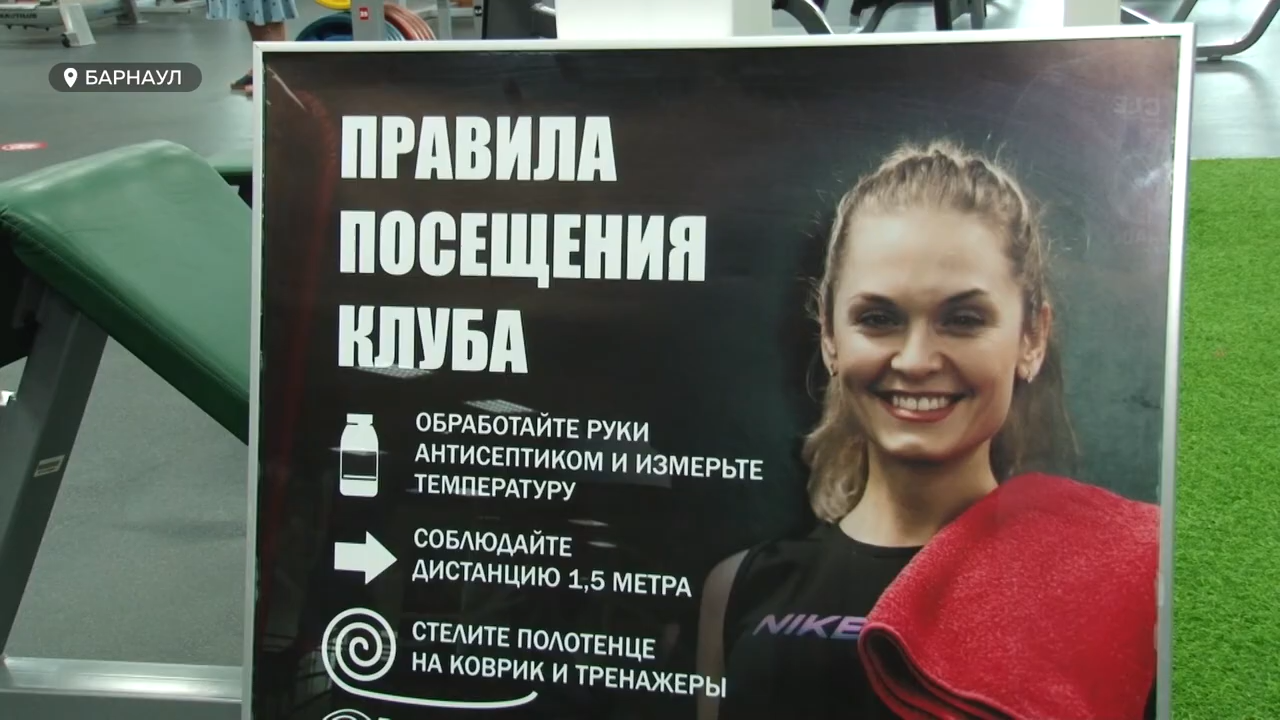 БАРНАУЛ
ПРАВИЛА
ПОСЕЩЕНИЯ
КЛУБА
ОБРАБОТАЙТЕ РУКИ
АНТИСЕПТИКОМ И ИЗМЕРЬТЕ
ТЕМПЕРАТУРУ
СОБЛЮДАЙТЕ
ДИСТАНЦИЮ 1,5 МЕТРА
СТЕЛИТЕ ПОЛОТЕНЦЕ
НА КОВРИК И ТРЕНАЖЕРЫ
NIKE